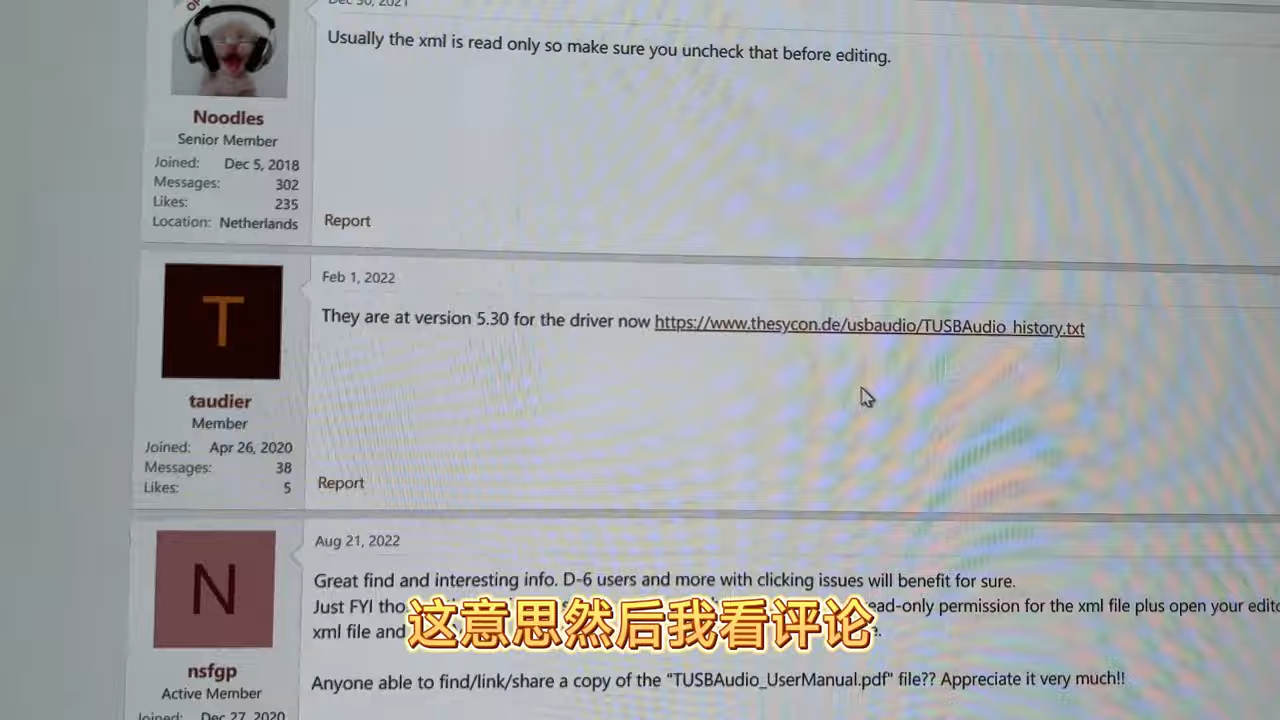 Dec 30, 2021
Usually the xml is read only so make sure you uncheck that before editing.
Noodles
Senior Member
Joined: Dec 5, 2018
Messages: 302
Likes: 235
Location: Netherlands
Report
T
Feb 1, 2022
They are at version 5.30 for the driver now https://www.thesycon.de/usbaudio/TUSBAudio_history.txt
taudier
Member
Joined: Apr 26, 2020
Messages: 38
Likes: 5
Report
N
Aug 21, 2022
Great find and interesting info. D-6 users and more with clicking issues will benefit for sure.
Just FYI ead-only permission for the xml file plus open your
xml file and
这意思然后我看评论
nsfgp
Active Member
Joined: Dec 27, 2020
Anyone able to find/link/share a copy of the "TUSBAudio_UserManual.pdf" file?? Appreciate it very much!!